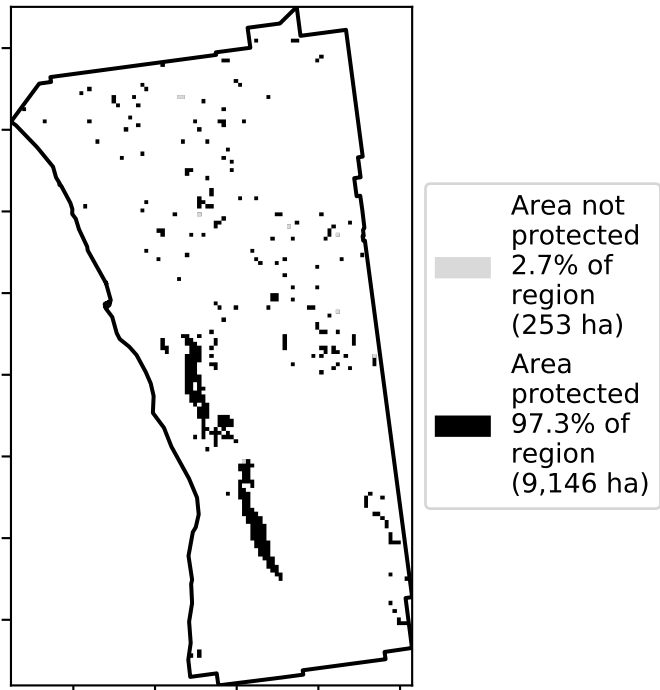 Area not
protected
2.7% of
region
(253 ha)
Area
protected
97.3% of
region
(9,146 ha)